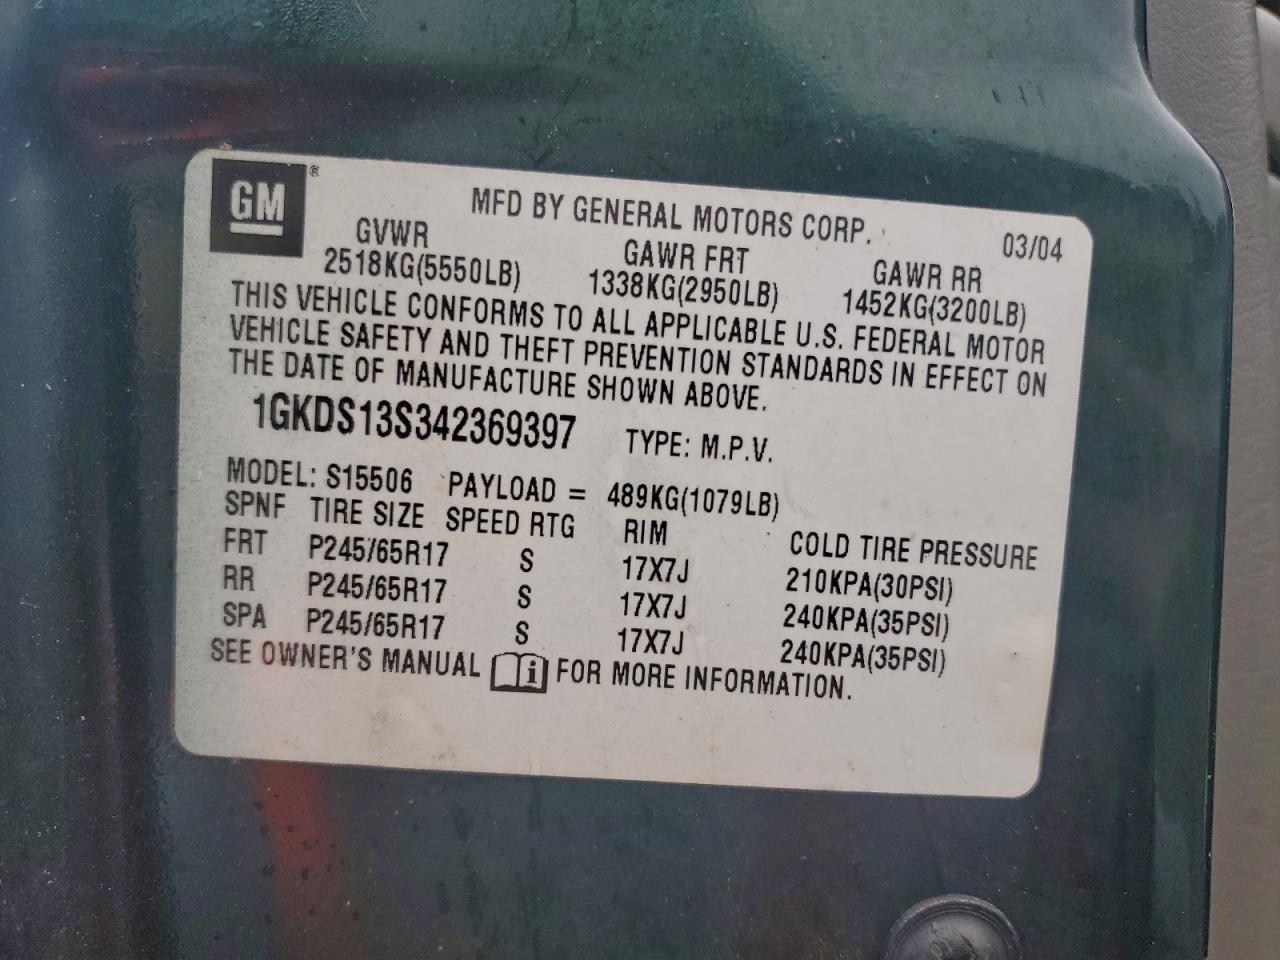 GM ®
MFD BY GENERAL MOTORS CORP. 03/04
GVWR GAWR FRT GAWR RR
2518KG(5550LB) 1338KG(2950LB) 1452KG(3200LB)
THIS VEHICLE CONFORMS TO ALL APPLICABLE U.S. FEDERAL MOTOR
VEHICLE SAFETY AND THEFT PREVENTION STANDARDS IN EFFECT ON
THE DATE OF MANUFACTURE SHOWN ABOVE.
1GKDS13S342369397 TYPE: M.P.V.
MODEL: S15506 PAYLOAD = 489KG(1079LB)
SPNF TIRE SIZE SPEED RTG RIM COLD TIRE PRESSURE
FRT P245/65R17 S 17X7J 210KPA(30PSI)
RR P245/65R17 S 17X7J 240KPA(35PSI)
SPA P245/65R17 S 17X7J 240KPA(35PSI)
SEE OWNER'S MANUAL i FOR MORE INFORMATION.